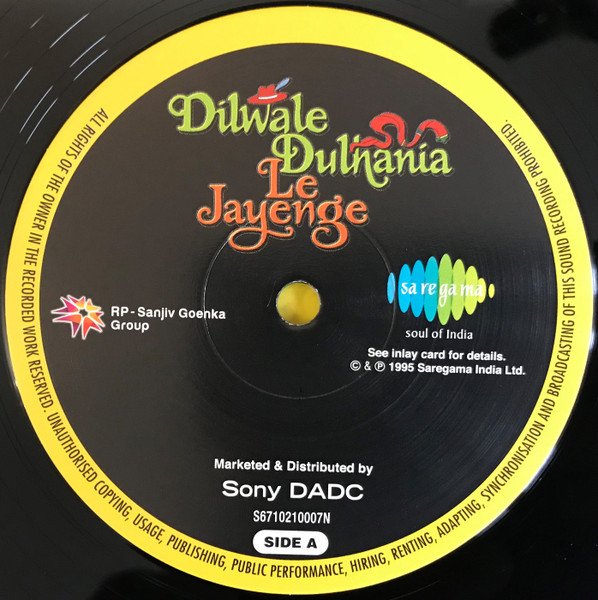 Dilwale
Dulhania
Le
Jayenge
RP-Sanjiv Goenka
Group
sa re ga ma
soul of India
See inlay card for details.
© & ℗ 1995 Saregama India Ltd.
Marketed & Distributed by
Sony DADC
S6710210007N
SIDE A
ALL RIGHTS OF THE OWNER IN THE RECORDED WORK RESERVED. UNAUTHORISED COPYING, USAGE, PUBLISHING, PUBLIC PERFORMANCE, HIRING, RENTING, ADAPTING, SYNCHRONISATION AND BROADCASTING OF THIS SOUND RECORDING PROHIBITED.